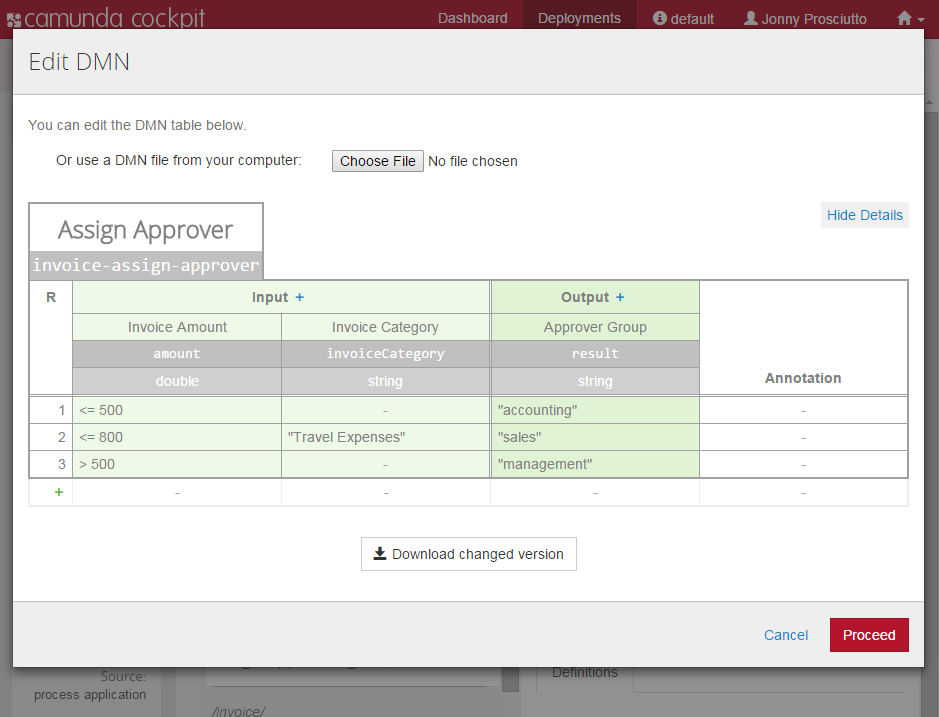 camunda cockpit Dashboard Deployments default Jonny Prosciutto
Edit DMN
You can edit the DMN table below.
Or use a DMN file from your computer: Choose File No file chosen
Hide Details
Assign Approver
invoice-assign-approver
R Input + Output +
Invoice Amount Invoice Category Approver Group
amount invoiceCategory result
double string string Annotation
1 <= 500 - "accounting" -
2 <= 800 "Travel Expenses" "sales" -
3 > 500 - "management" -
+ - - - -
Download changed version
Cancel Proceed
Source: Definitions
process application
/invoice/